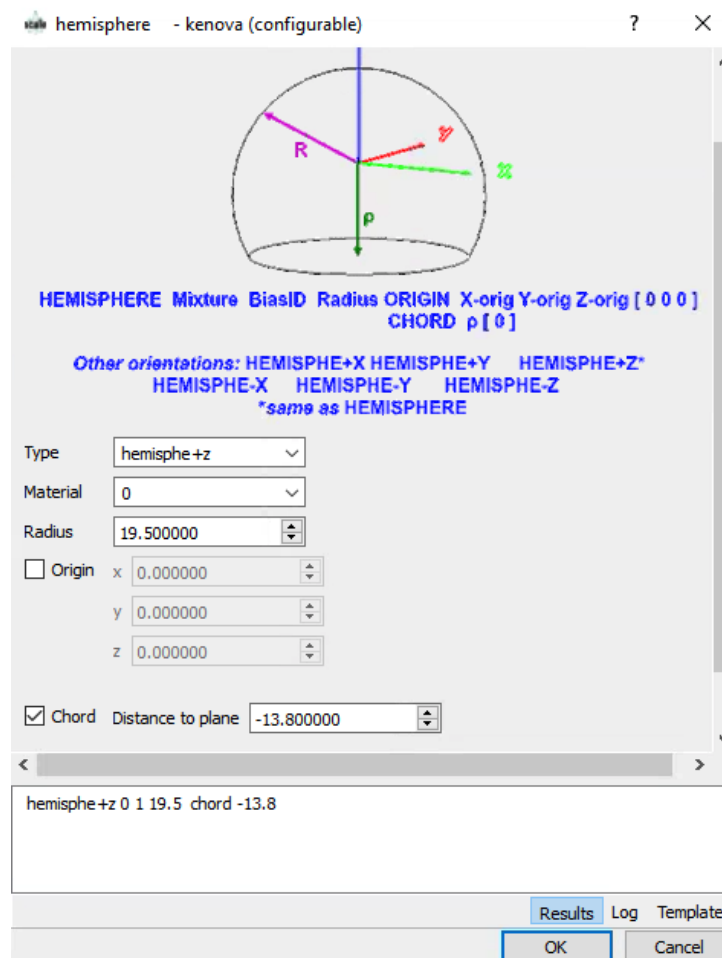 scale hemisphere - kenova (configurable) ?
R
Y
X
ρ
HEMISPHERE Mixture BiasID Radius ORIGIN X-orig Y-orig Z-orig [ 0 0 0 ]
CHORD ρ [ 0 ]
Other orientations: HEMISPHE+X HEMISPHE+Y HEMISPHE+Z*
HEMISPHE-X HEMISPHE-Y HEMISPHE-Z
*same as HEMISPHERE
Type hemisphe+z
Material 0
Radius 19.500000
Origin x 0.000000
y 0.000000
z 0.000000
Chord Distance to plane -13.800000
hemisphe+z 0 1 19.5 chord -13.8
Results Log Template
OK Cancel